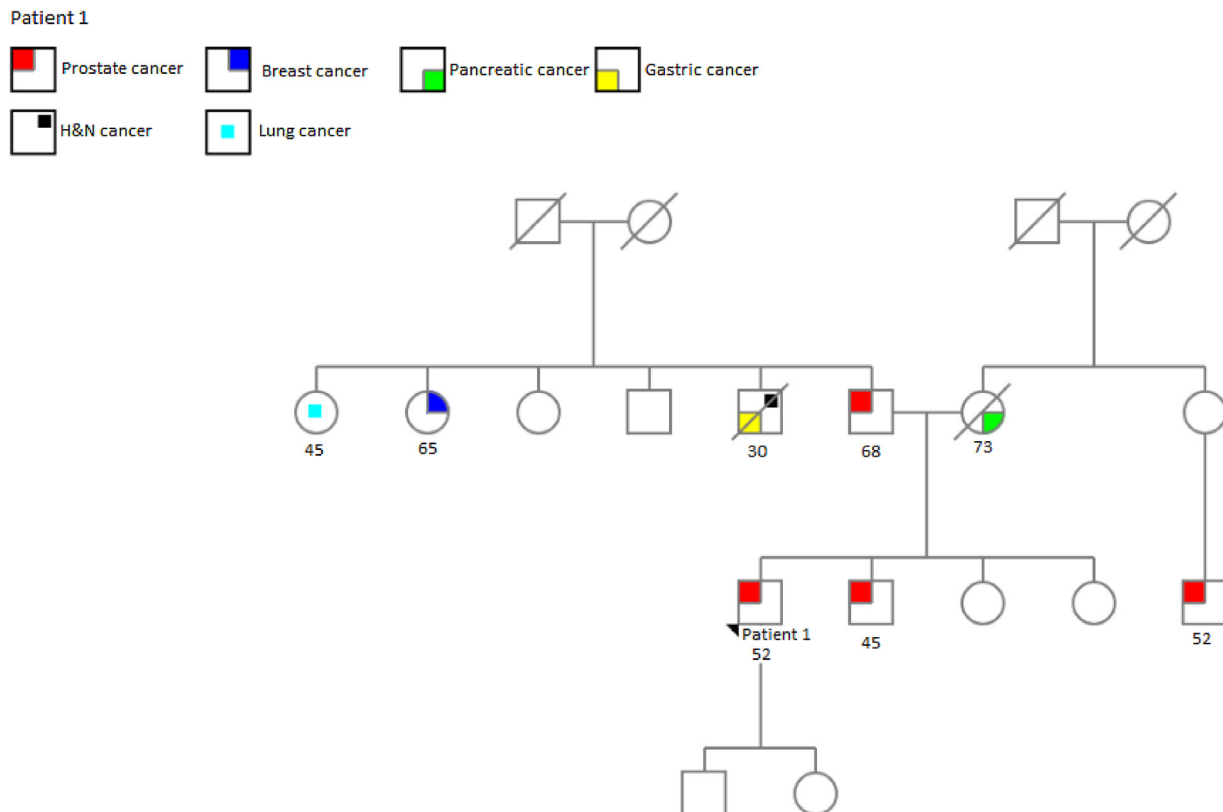 Patient 1
Prostate cancer
Breast cancer
Pancreatic cancer
Gastric cancer
H&N cancer
Lung cancer
45
65
30
68
73
Patient 1
52
45
52